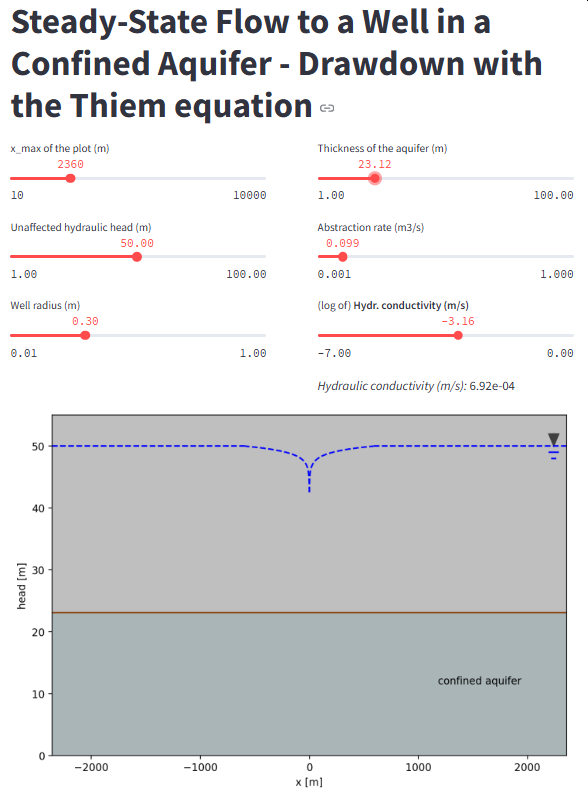 Steady-State Flow to a Well in a
Confined Aquifer - Drawdown with
the Thiem equation
x_max of the plot (m)
2360
10 10000
Thickness of the aquifer (m)
23.12
1.00 100.00
Unaffected hydraulic head (m)
50.00
1.00 100.00
Abstraction rate (m3/s)
0.099
0.001 1.000
Well radius (m)
0.30
0.01 1.00
(log of) Hydr. conductivity (m/s)
-3.16
-7.00 0.00
Hydraulic conductivity (m/s): 6.92e-04
head [m]
50
40
30
20
10
0
confined aquifer
−2000 −1000 0 1000 2000
x [m]